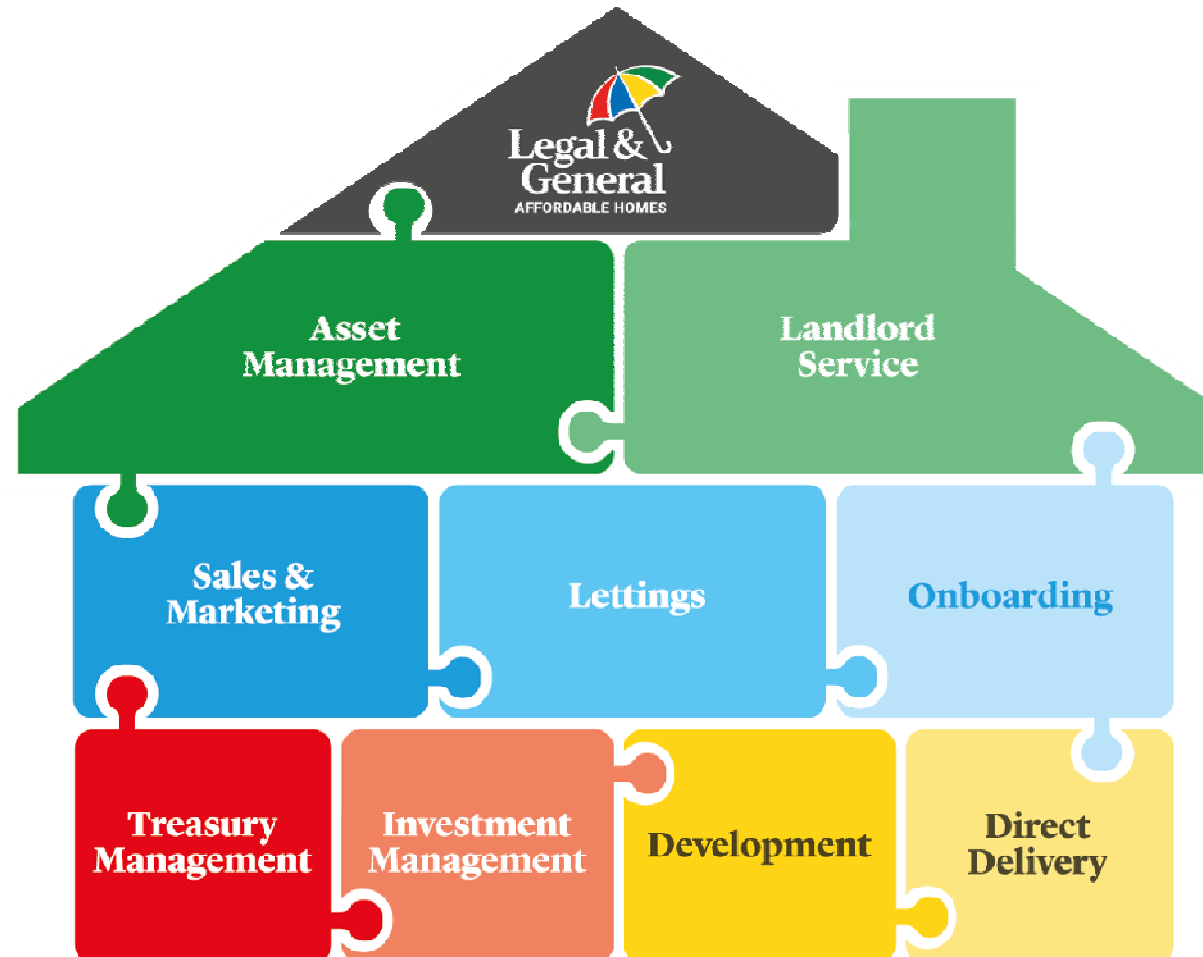 Legal &
General
AFFORDABLE HOMES
Asset
Management
Landlord
Service
Sales &
Marketing
Lettings
Onboarding
Treasury
Management
Investment
Management
Development
Direct
Delivery